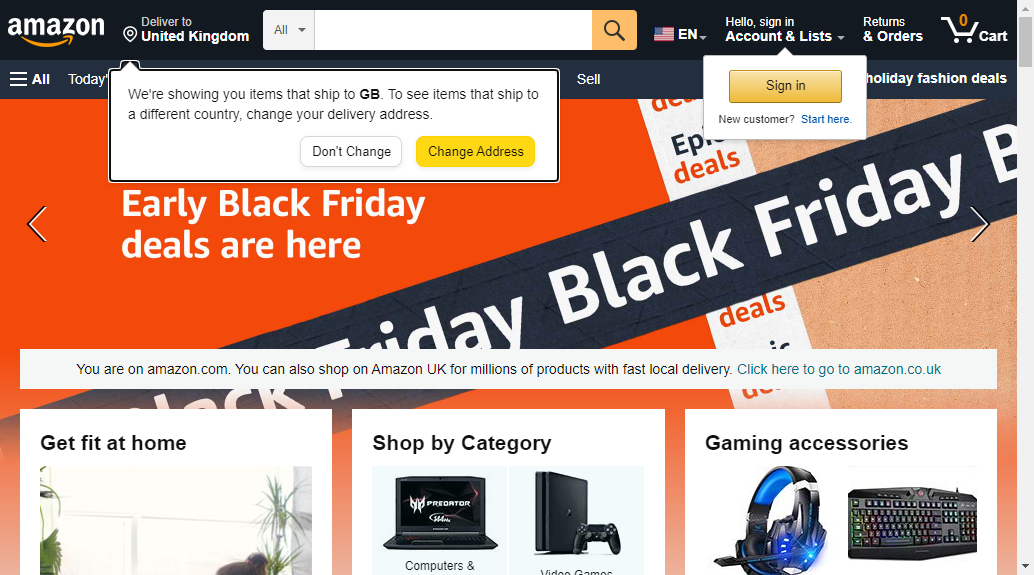 amazon
Deliver to
United Kingdom
All
EN
Hello, sign in
Account & Lists
Returns
& Orders
0
Cart
All
Today'
Sell
holiday fashion deals
We're showing you items that ship to GB. To see items that ship to
a different country, change your delivery address.
Don't Change
Change Address
Sign in
New customer? Start here.
Early Black Friday
deals are here
deals
Black Friday
Friday
deals
You are on amazon.com. You can also shop on Amazon UK for millions of products with fast local delivery. Click here to go to amazon.co.uk
Get fit at home
Shop by Category
Gaming accessories
PREDATOR
Computers &
Video Games